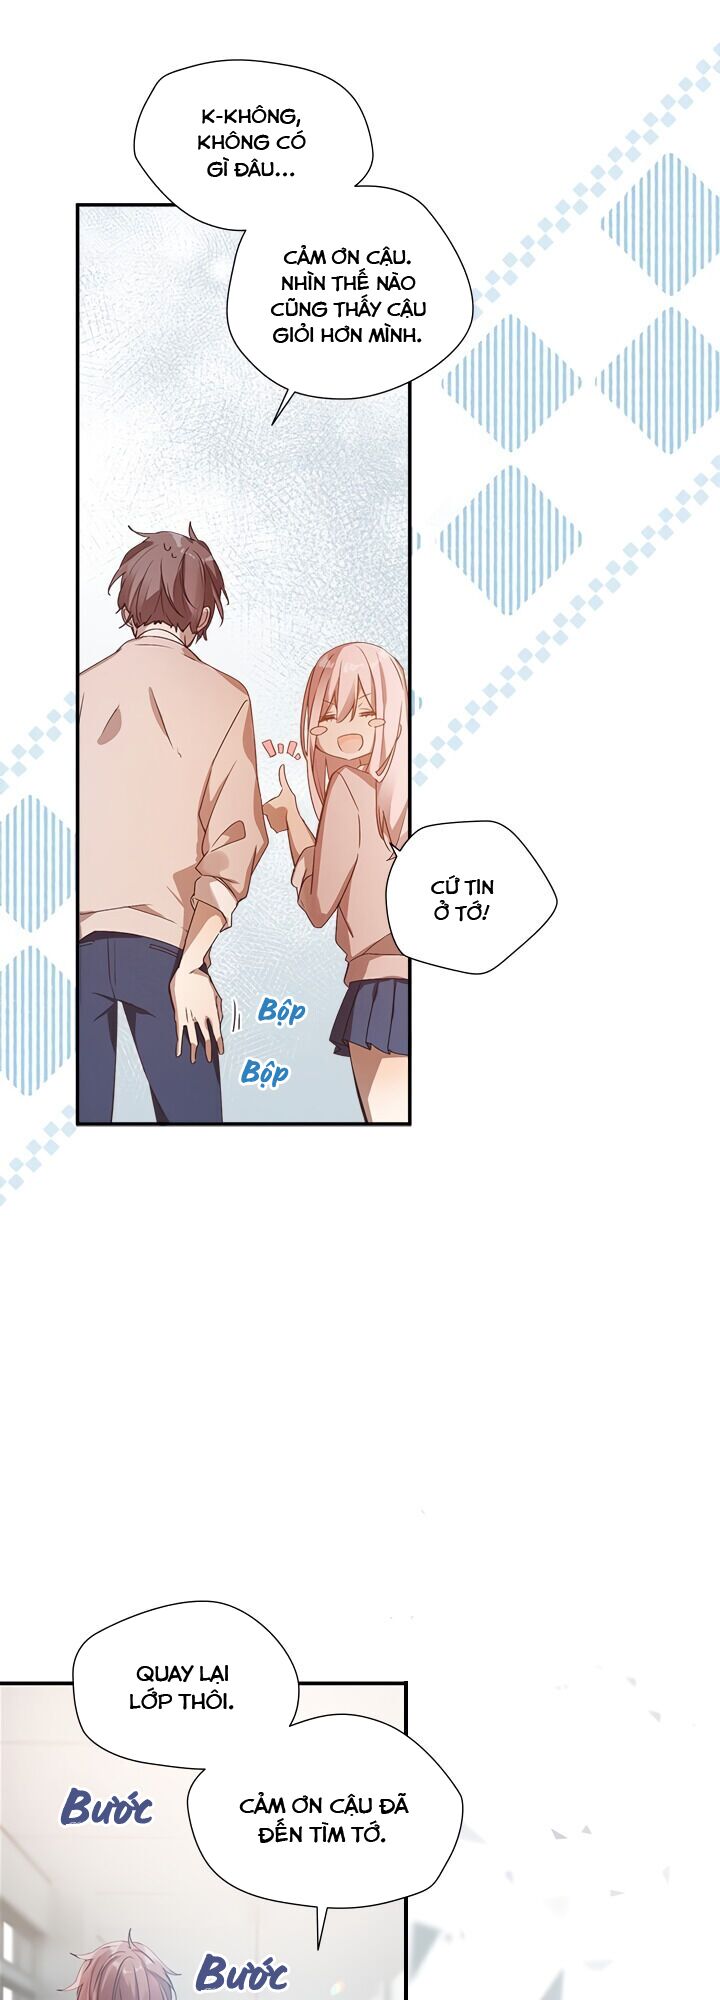 K-KHÔNG,
KHÔNG CÓ
GÌ ĐÂU...
CẢM ƠN CẬU.
NHÌN THẾ NÀO
CŨNG THẤY CẬU
GIỎI HƠN MÌNH.
CỨ TIN
Ở TỚ!
Bộp
Bộp
QUAY LẠI
LỚP THÔI.
Bước
CẢM ƠN CẬU ĐÃ
ĐẾN TÌM TỚ.
Bước